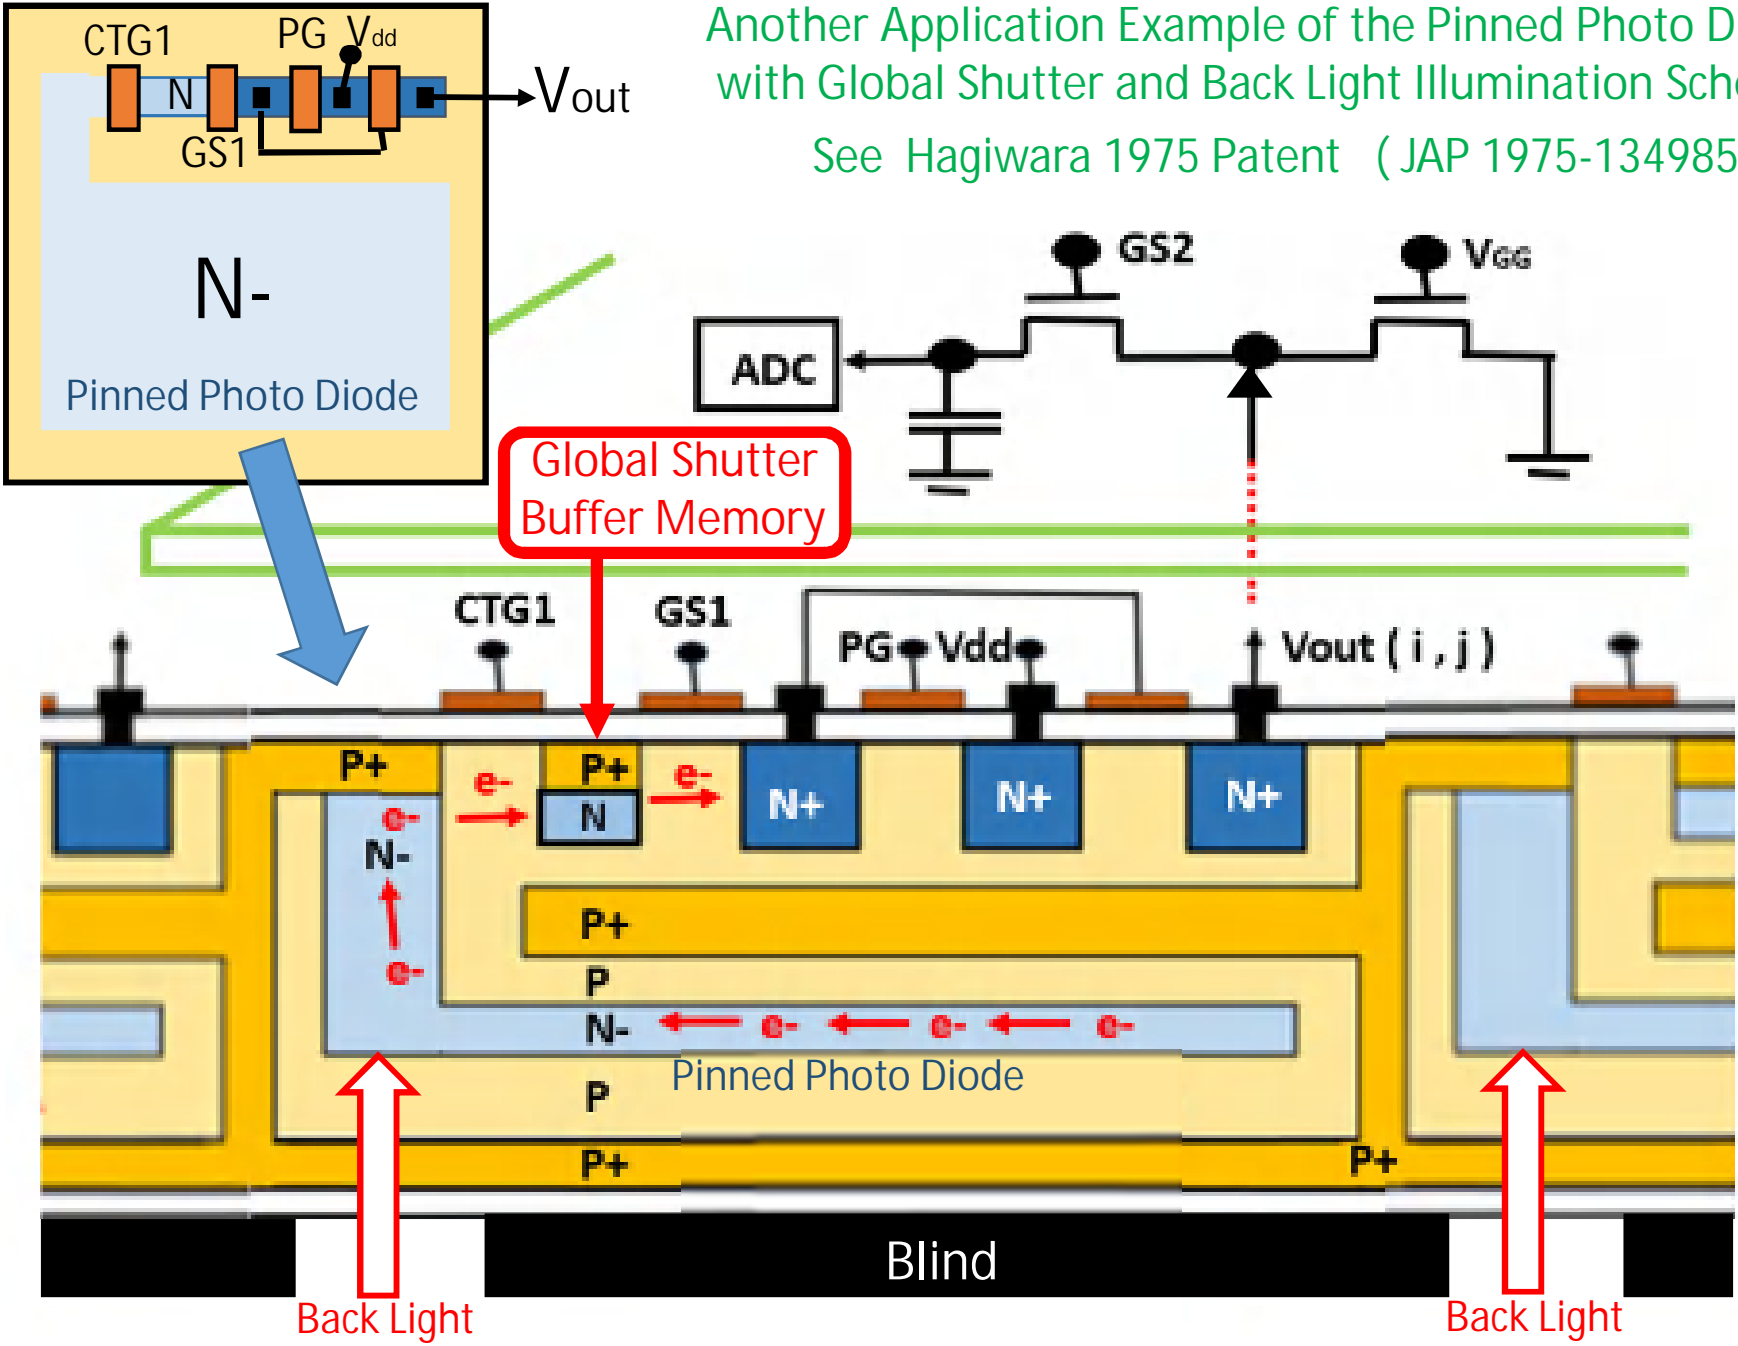 Another Application Example of the Pinned Photo D
with Global Shutter and Back Light Illumination Sch
See Hagiwara 1975 Patent ( JAP 1975-134985
CTG1
PG Vdd
N
Vout
GS1
N-
Pinned Photo Diode
GS2
VGG
ADC
Global Shutter
Buffer Memory
CTG1
GS1
PG
Vdd
Vout ( i , j )
P+
e-
P+
e-
e-
N
N+
N+
N+
N-
P+
e-
P
N-
e-
e-
e-
Pinned Photo Diode
P
P+
P+
Blind
Back Light
Back Light